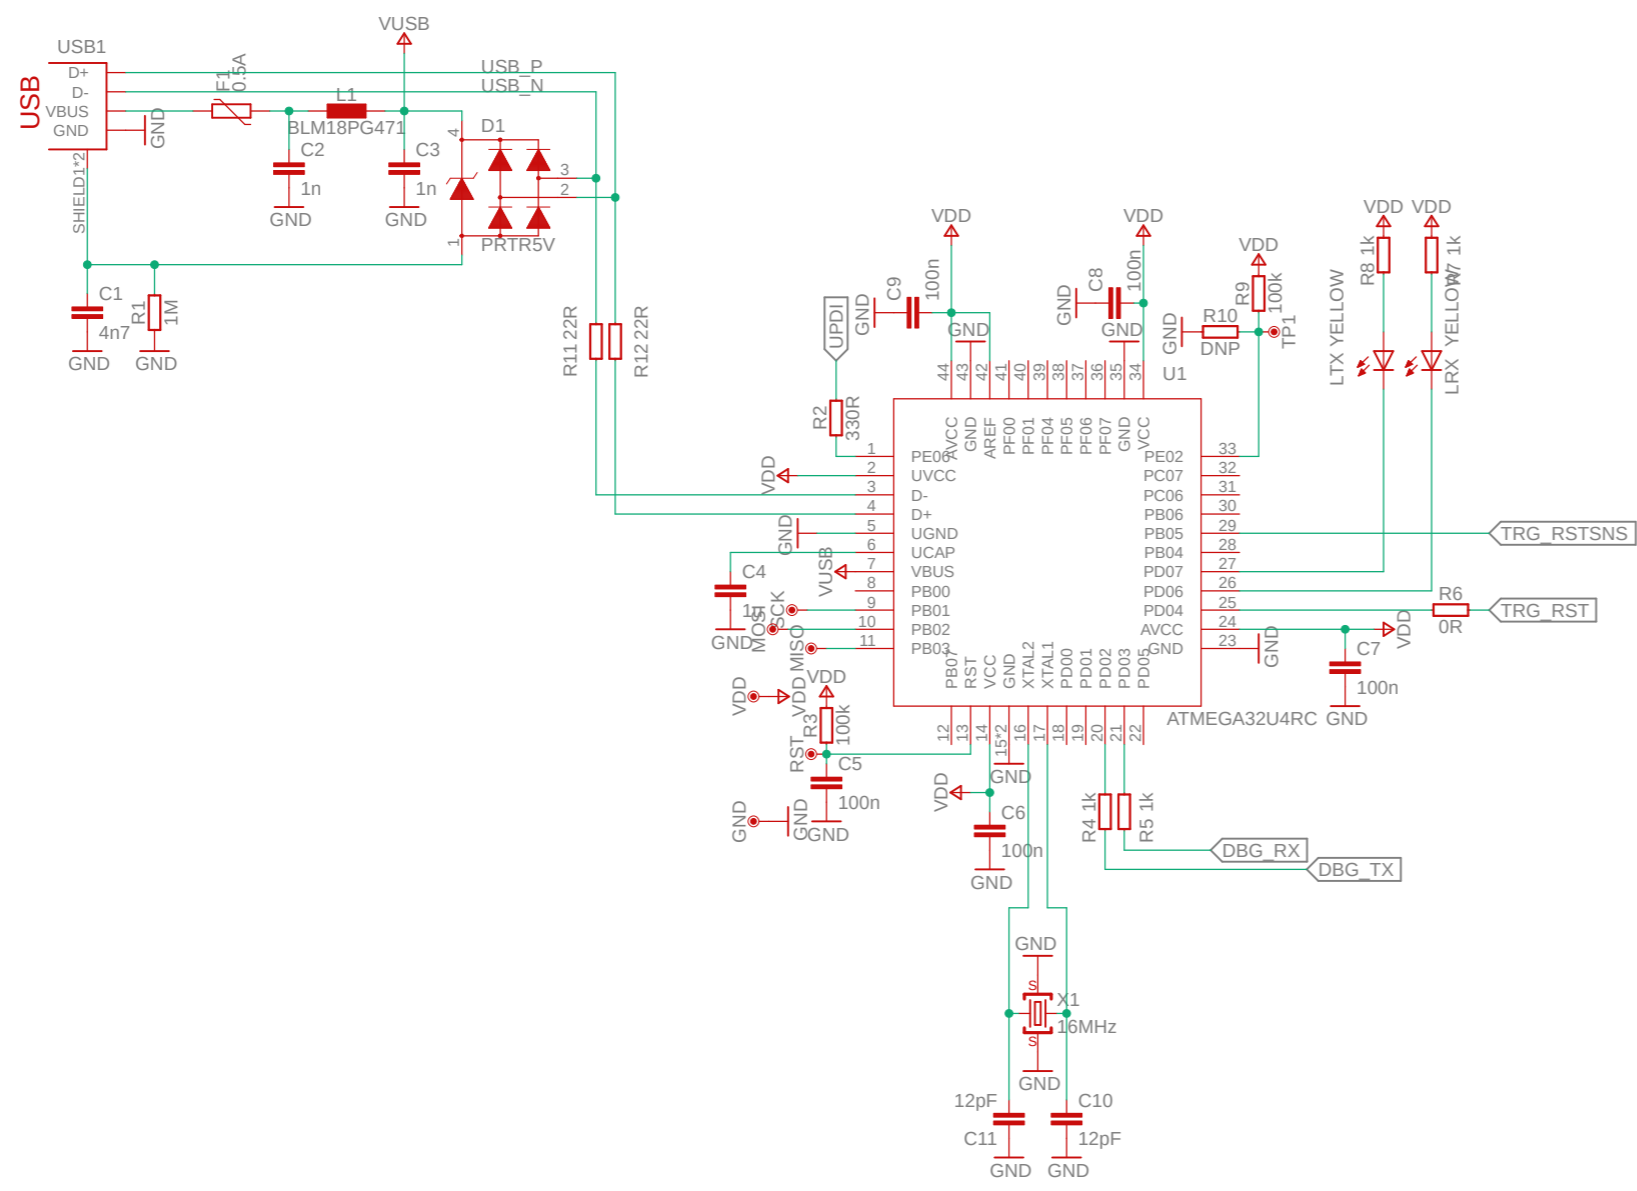 VUSB
USB1
USB
D+
D-
VBUS
GND
SHIELD1*2
GND
F1
0.5A
L1
BLM18PG471
USB_P
USB_N
C2
1n
GND
C3
1n
GND
D1
4
3
2
1
PRTR5V
C1
4n7
GND
R1
1M
GND
R11 22R
R12 22R
UPDI
R2
330R
VDD
C9
100n
GND
GND
VDD
C8
100n
GND
GND
VDD
R9
100k
R10
DNP
GND
TP1
VDD
VDD
R8 1k
1k
LTX YELLOW
LRX YELLOW
U1
44
43
42
41
40
39
38
37
36
35
34
AVCC
GND
AREF
PF00
PF01
PF04
PF05
PF06
PF07
GND
VCC
1 PE06
2 UVCC
3 D-
4 D+
5 UGND
6 UCAP
7 VBUS
8 PB00
9 PB01
10 PB02
11 PB03
PE02 33
PC07 32
PC06 31
PB06 30
PB05 29
PB04 28
PD07 27
PD06 26
PD04 25
AVCC 24
GND 23
PB07
RST
VCC
GND
XTAL2
XTAL1
PD00
PD01
PD02
PD03
PD05
12
13
14
15*2
16
17
18
19
20
21
22
ATMEGA32U4RC
VDD
GND
VUSB
C4
GND
SCK
MOSI
MISO
VDD
VDD
VDD
R3
100k
RST
C5
100n
GND
GND
GND
VDD
C6
100n
GND
GND
R4 1k
R5 1k
DBG_RX
DBG_TX
TRG_RSTSNS
R6
0R
TRG_RST
VDD
GND
C7
100n
GND
GND
S
X1
16MHz
S
GND
12pF
C11
GND
C10
12pF
GND